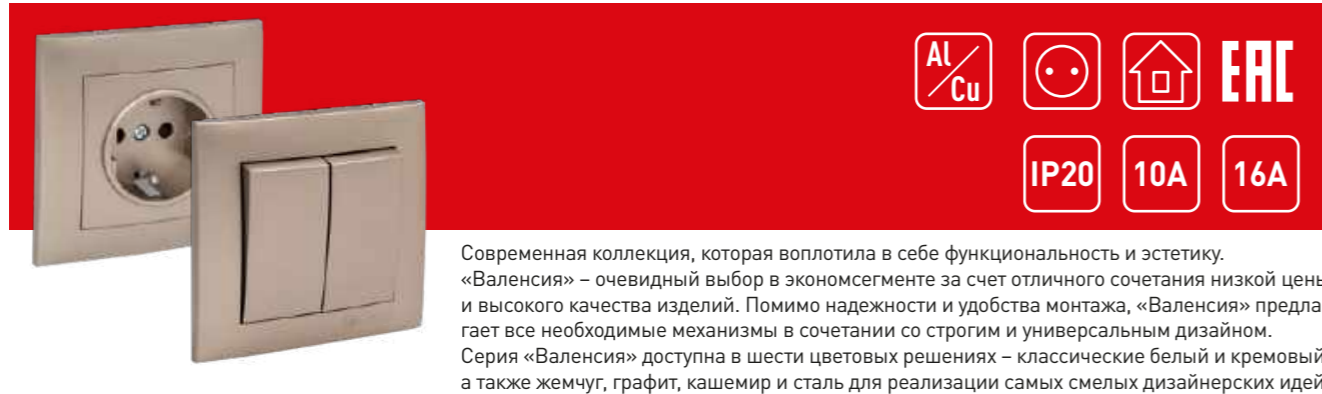 Al/Cu
EAC
IP20 10A 16A
Современная коллекция, которая воплотила в себе функциональность и эстетику.
«Валенсия» – очевидный выбор в экономсегменте за счет отличного сочетания низкой цены
и высокого качества изделий. Помимо надежности и удобства монтажа, «Валенсия» предла
гает все необходимые механизмы в сочетании со строгим и универсальным дизайном.
Серия «Валенсия» доступна в шести цветовых решениях – классические белый и кремовый
а также жемчуг, графит, кашемир и сталь для реализации самых смелых дизайнерских идей